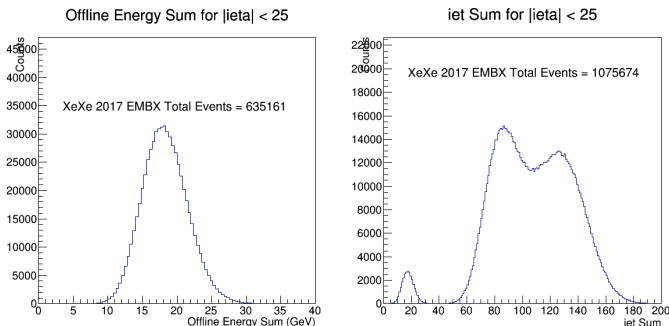 Offline Energy Sum for |ieta| < 25
Counts
45000
40000
35000
30000
25000
20000
15000
10000
5000
0
XeXe 2017 EMBX Total Events = 635161
0 5 10 15 20 25 30 35 40
Offline Energy Sum (GeV)
iet Sum for |ieta| < 25
Counts
22000
20000
18000
16000
14000
12000
10000
8000
6000
4000
2000
0
XeXe 2017 EMBX Total Events = 1075674
0 20 40 60 80 100 120 140 160 180 200
iet Sum